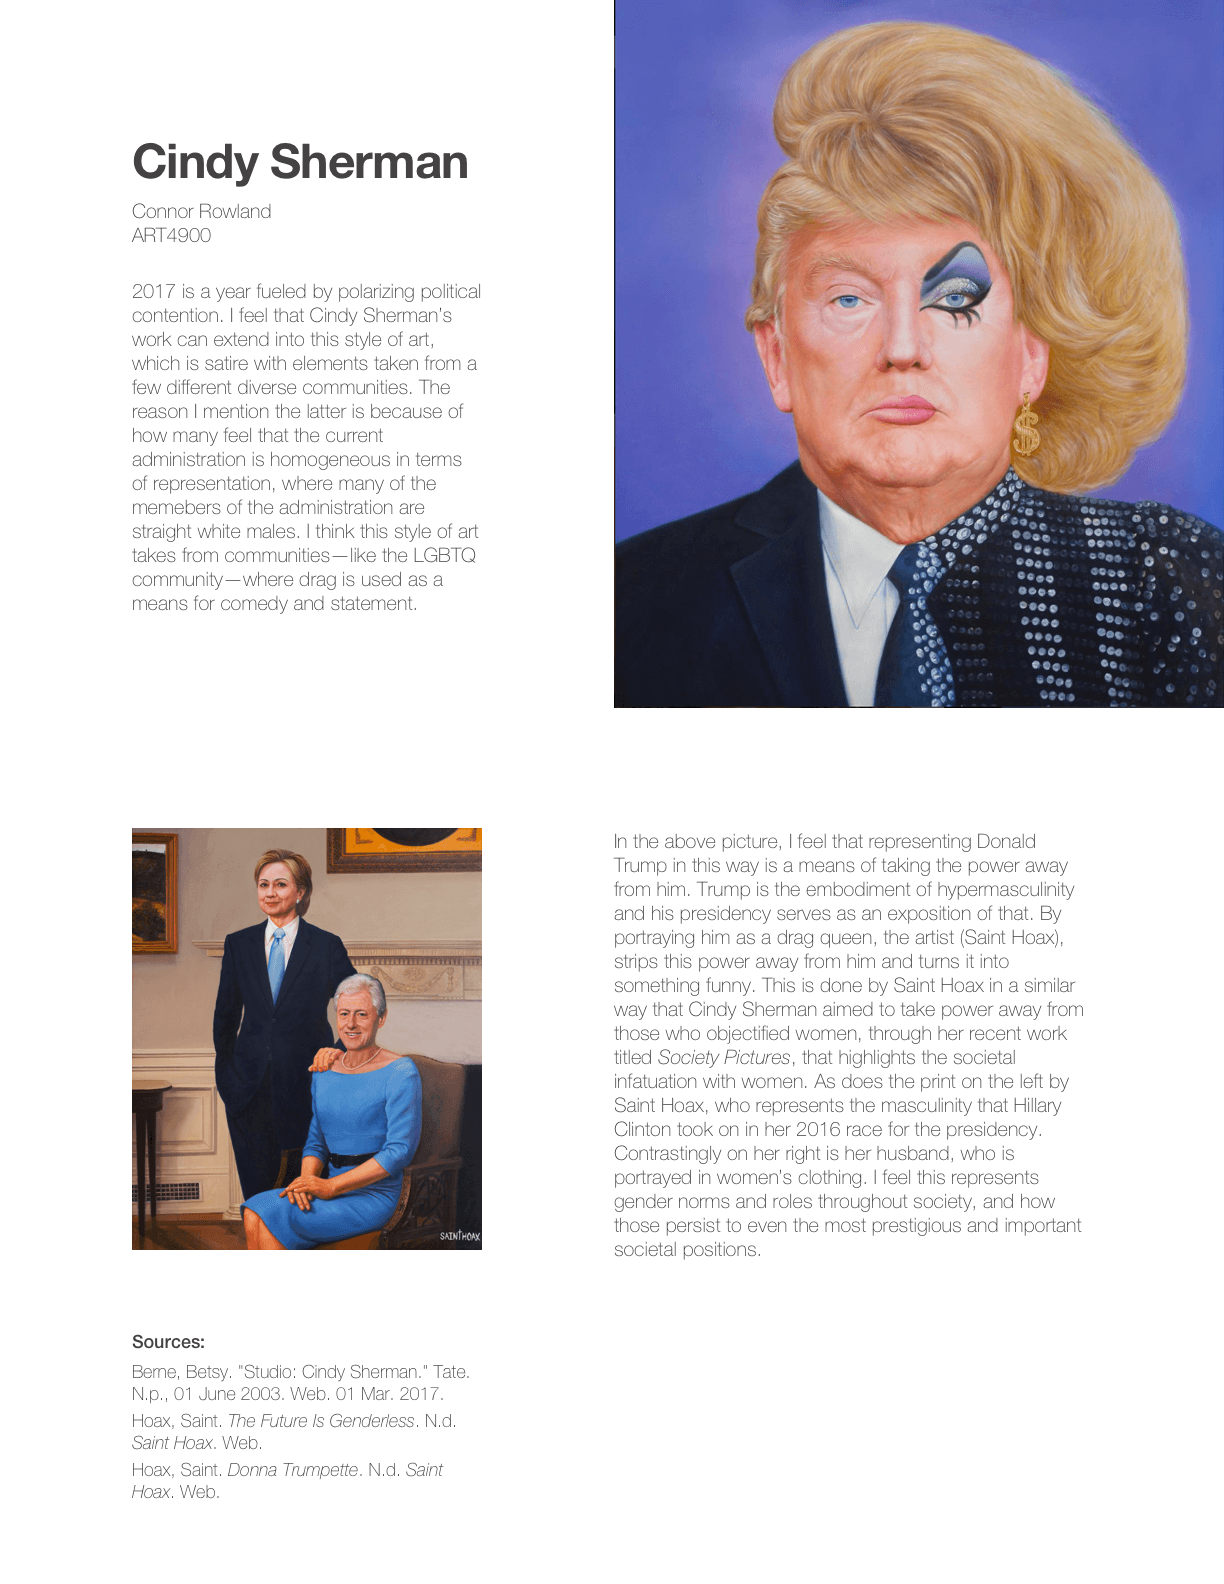 Cindy Sherman
Connor Rowland
ART4900
2017 is a year fueled by polarizing political
contention. I feel that Cindy Sherman's
work can extend into this style of art,
which is satire with elements taken from a
few different diverse communities. The
reason I mention the latter is because of
how many feel that the current
administration is homogeneous in terms
of representation, where many of the
memebers of the administration are
straight white males. I think this style of art
takes from communities—like the LGBTQ
community—where drag is used as a
means for comedy and statement.
SAINTHOAX
In the above picture, I feel that representing Donald
Trump in this way is a means of taking the power away
from him. Trump is the embodiment of hypermasculinity
and his presidency serves as an exposition of that. By
portraying him as a drag queen, the artist (Saint Hoax),
strips this power away from him and turns it into
something funny. This is done by Saint Hoax in a similar
way that Cindy Sherman aimed to take power away from
those who objectified women, through her recent work
titled Society Pictures, that highlights the societal
infatuation with women. As does the print on the left by
Saint Hoax, who represents the masculinity that Hillary
Clinton took on in her 2016 race for the presidency.
Contrastingly on her right is her husband, who is
portrayed in women's clothing. I feel this represents
gender norms and roles throughout society, and how
those persist to even the most prestigious and important
societal positions.
Sources:
Berne, Betsy. "Studio: Cindy Sherman." Tate.
N.p., 01 June 2003. Web. 01 Mar. 2017.
Hoax, Saint. The Future Is Genderless. N.d.
Saint Hoax. Web.
Hoax, Saint. Donna Trumpette. N.d. Saint
Hoax. Web.